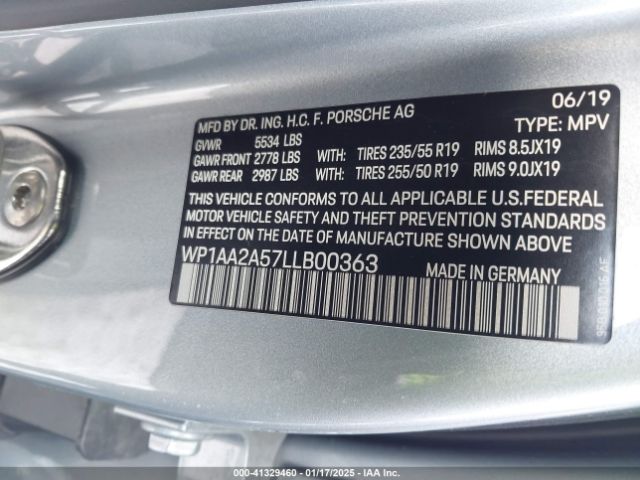 06/19
MFD BY DR. ING. H.C. F. PORSCHE AG
TYPE: MPV
GVWR 5534 LBS
GAWR FRONT 2778 LBS WITH: TIRES 235/55 R19 RIMS 8.5JX19
GAWR REAR 2987 LBS WITH: TIRES 255/50 R19 RIMS 9.0JX19
THIS VEHICLE CONFORMS TO ALL APPLICABLE U.S.FEDERAL
MOTOR VEHICLE SAFETY AND THEFT PREVENTION STANDARDS
IN EFFECT ON THE DATE OF MANUFACTURE SHOWN ABOVE
WP1AA2A57LLB00363 MADE IN GERMANY
000-41329460 - 01/17/2025 - IAA Inc.